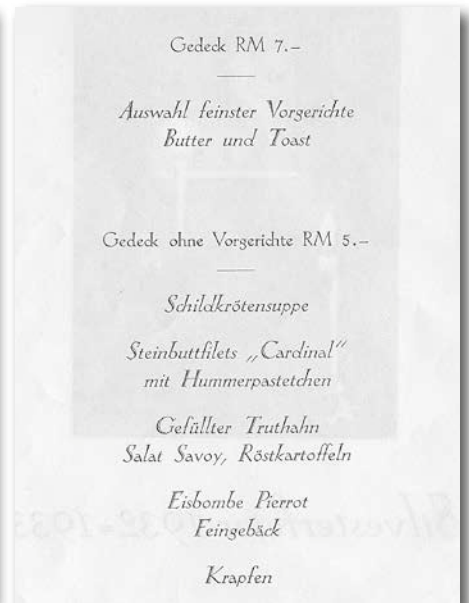 Gedeck RM 7.–
Auswahl feinster Vorgerichte
Butter und Toast
Gedeck ohne Vorgerichte RM 5.–
Schildkrötensuppe
Steinbuttfilets „Cardinal"
mit Hummerpastetchen
Gefüllter Truthahn
Salat Savoy, Röstkartoffeln
Eisbombe Pierrot
Feingebäck
Krapfen